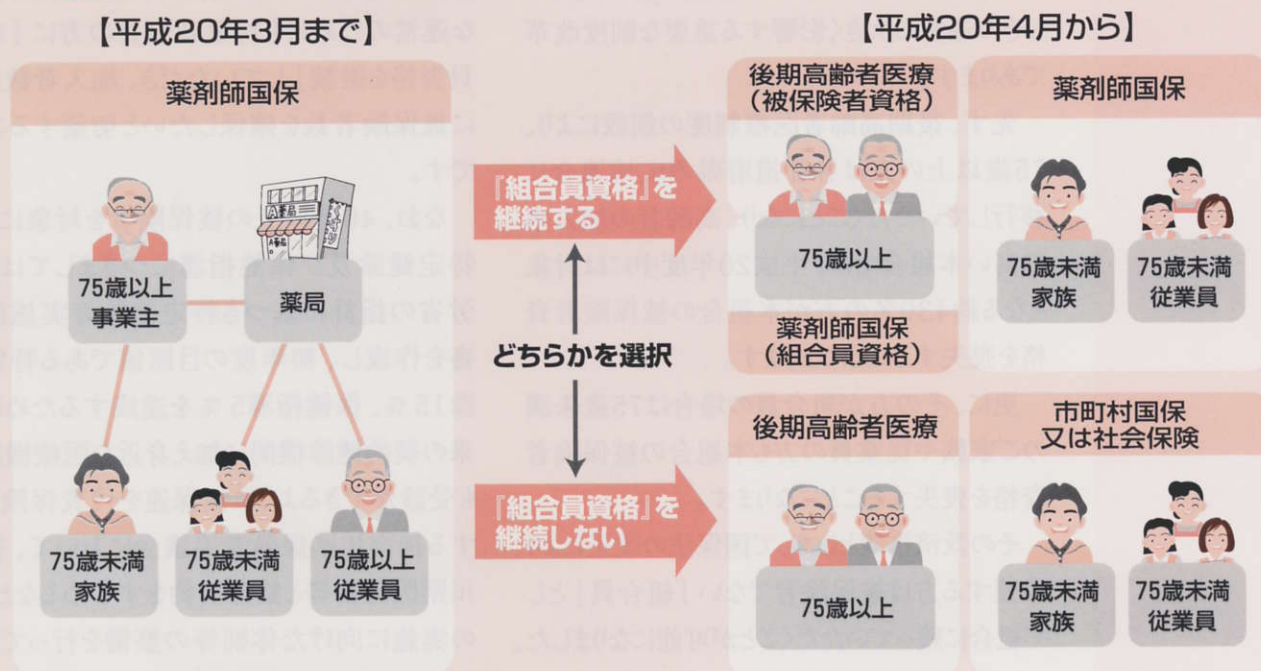 【平成20年3月まで】
薬剤師国保
A薬品
A薬局
75歳以上
事業主
薬局
75歳未満
家族
75歳未満
従業員
75歳以上
従業員
『組合員資格』を
継続する
どちらかを選択
『組合員資格』を
継続しない
【平成20年4月から】
後期高齢者医療
(被保険者資格)
75歳以上
薬剤師国保
(組合員資格)
薬剤師国保
75歳未満
家族
75歳未満
従業員
後期高齢者医療
75歳以上
市町村国保
又は社会保険
75歳未満
家族
75歳未満
従業員